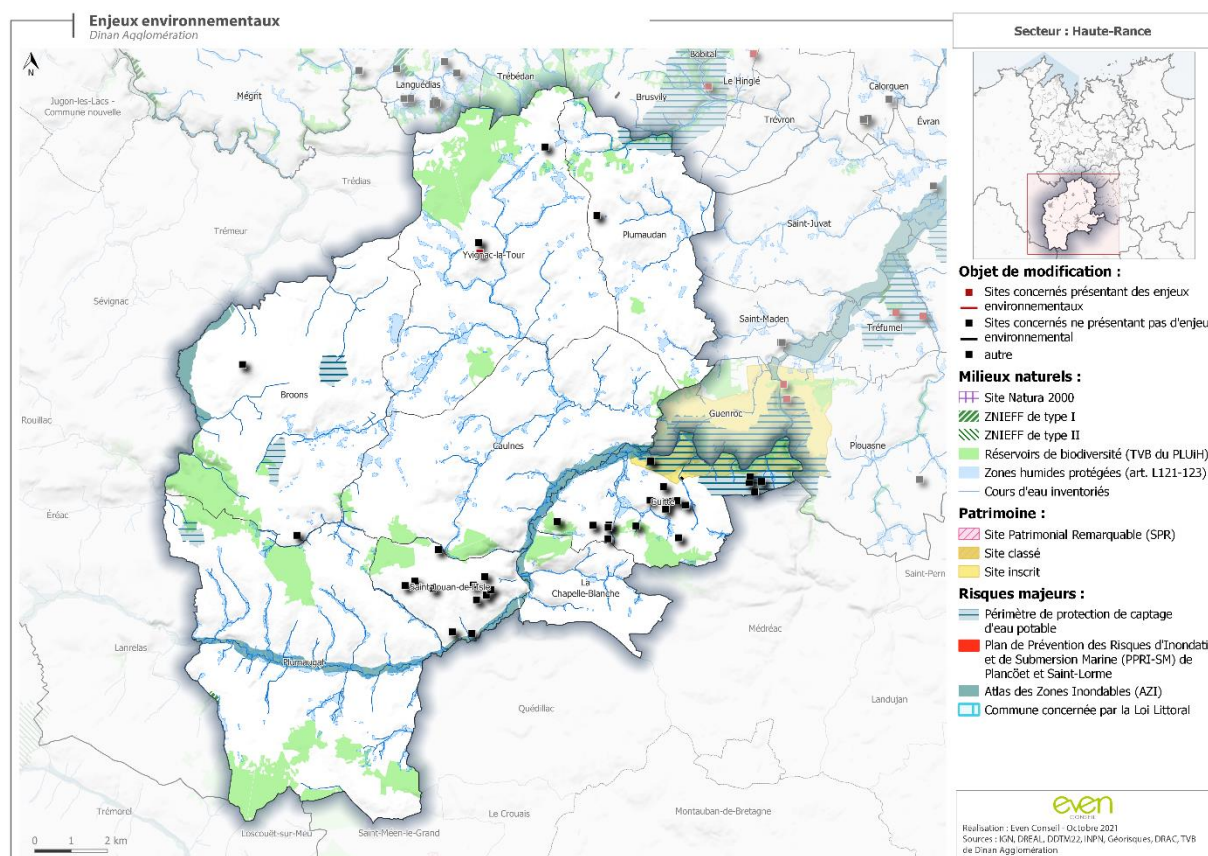 Enjeux environnementaux
Dinan Agglomération
Secteur : Haute-Rance
N
Jugon-les-Lacs -
Commune nouvelle
Mégrit
Languédias
Trébédan
Bobital
Brusvily
Le Hinglé
Trévron
Calorguen
Évran
Trédias
Trémeur
Sévignac
Yvignac-la-Tour
Plumaudan
Saint-Juvat
Saint-Maden
Tréfumel
Rouillac
Broons
Caulnes
Guenroc
Plouasne
Éréac
Guitté
Saint-Jouan-de-l'Isle
La
Chapelle-Blanche
Saint-Pern
Médréac
Lanrelas
Plumaugat
Quédillac
Landujan
Trémorel
Loscouët-sur-Meu
Saint-Méen-le-Grand
Le Crouais
Montauban-de-Bretagne
0 1 2 km
Objet de modification :
Sites concernés présentant des enjeux
environnementaux
Sites concernés ne présentant pas d'enjeu
environnemental
autre
Milieux naturels :
Site Natura 2000
ZNIEFF de type I
ZNIEFF de type II
Réservoirs de biodiversité (TVB du PLUiH)
Zones humides protégées (art. L121-123)
Cours d'eau inventoriés
Patrimoine :
Site Patrimonial Remarquable (SPR)
Site classé
Site inscrit
Risques majeurs :
Périmètre de protection de captage
d'eau potable
Plan de Prévention des Risques d'Inondati
et de Submersion Marine (PPRI-SM) de
Plancöet et Saint-Lorme
Atlas des Zones Inondables (AZI)
Commune concernée par la Loi Littoral
even
CONSEIL
Réalisation : Even Conseil - Octobre 2021
Sources : IGN, DREAL, DDTM22, INPN, Géorisques, DRAC, TVB
de Dinan Agglomération